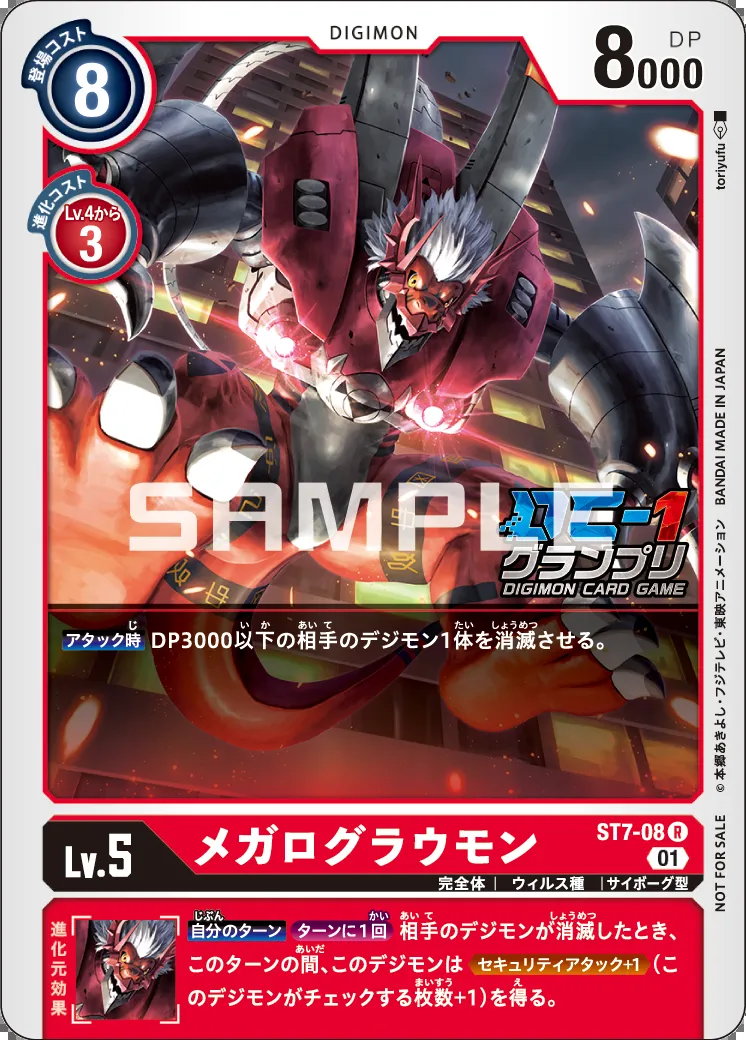 DIGIMON
登場コスト
8
DP
8000
進化コスト
Lv.4から
3
toriyufu
SAMPLE
DC-1
グランプリ
DIGIMON CARD GAME
アタック時 DP3000以下の相手のデジモン1体を消滅させる。
©本郷あきよし・フジテレビ・東映アニメーション BANDAI MADE IN JAPAN
NOT FOR SALE
Lv.5
メガログラウモン
ST7-08 R
01
完全体 | ウィルス種 | サイボーグ型
進化元効果
自分のターン ターンに1回 相手のデジモンが消滅したとき、
このターンの間、このデジモンは セキュリティアタック+1 (こ
のデジモンがチェックする枚数+1)を得る。